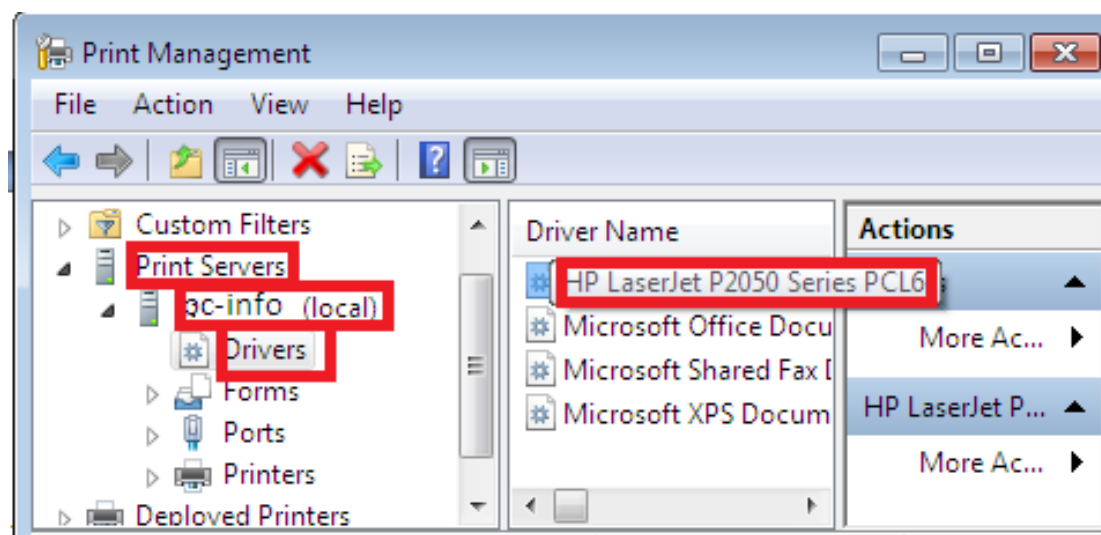 Print Management
File Action View Help
Custom Filters
Print Servers
pc-info (local)
Drivers
Forms
Ports
Printers
Deployed Printers
Driver Name
HP LaserJet P2050 Series PCL6
Microsoft Office Docu
Microsoft Shared Fax D
Microsoft XPS Docum
Actions
More Ac...
HP LaserJet P...
More Ac...